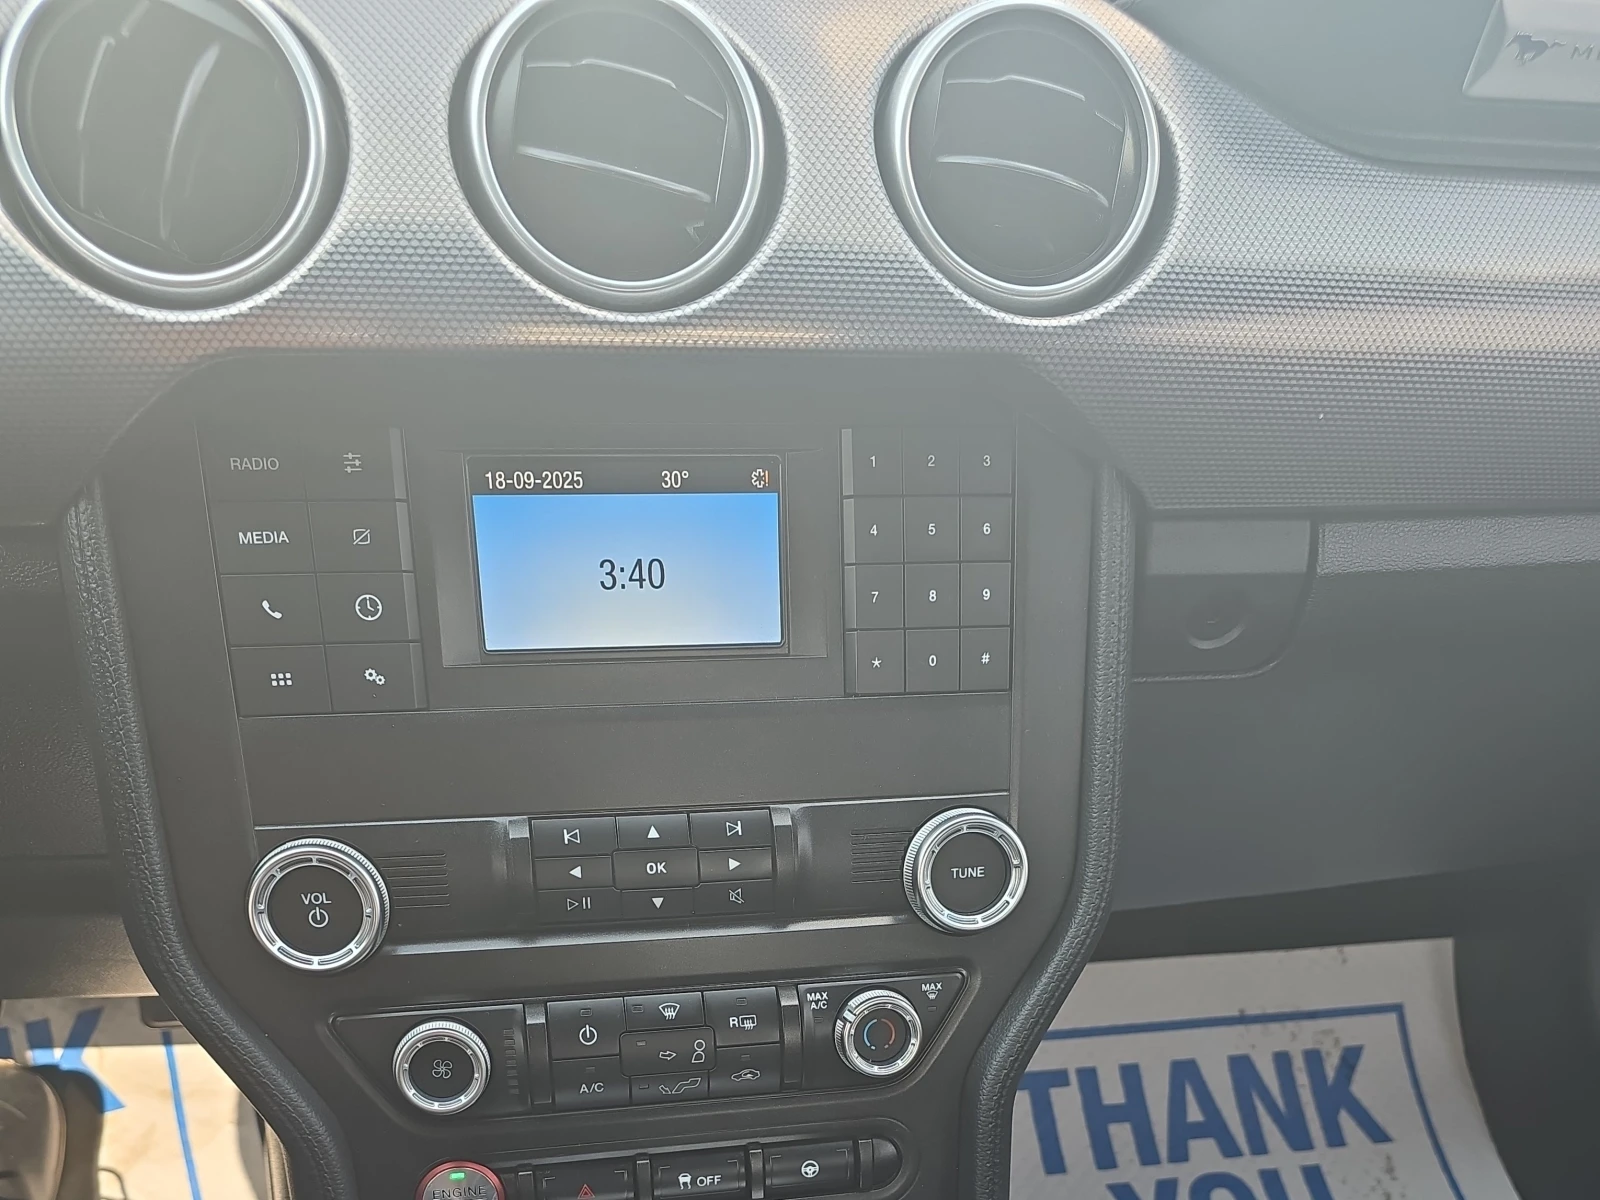 RADIO
MEDIA
18-09-2025 30°
3:40
1 2 3
4 5 6
7 8 9
* 0 #
VOL
OK
TUNE
R
A/C
MAX
A/C
MAX
ENGINE
OFF
THANK
YOU